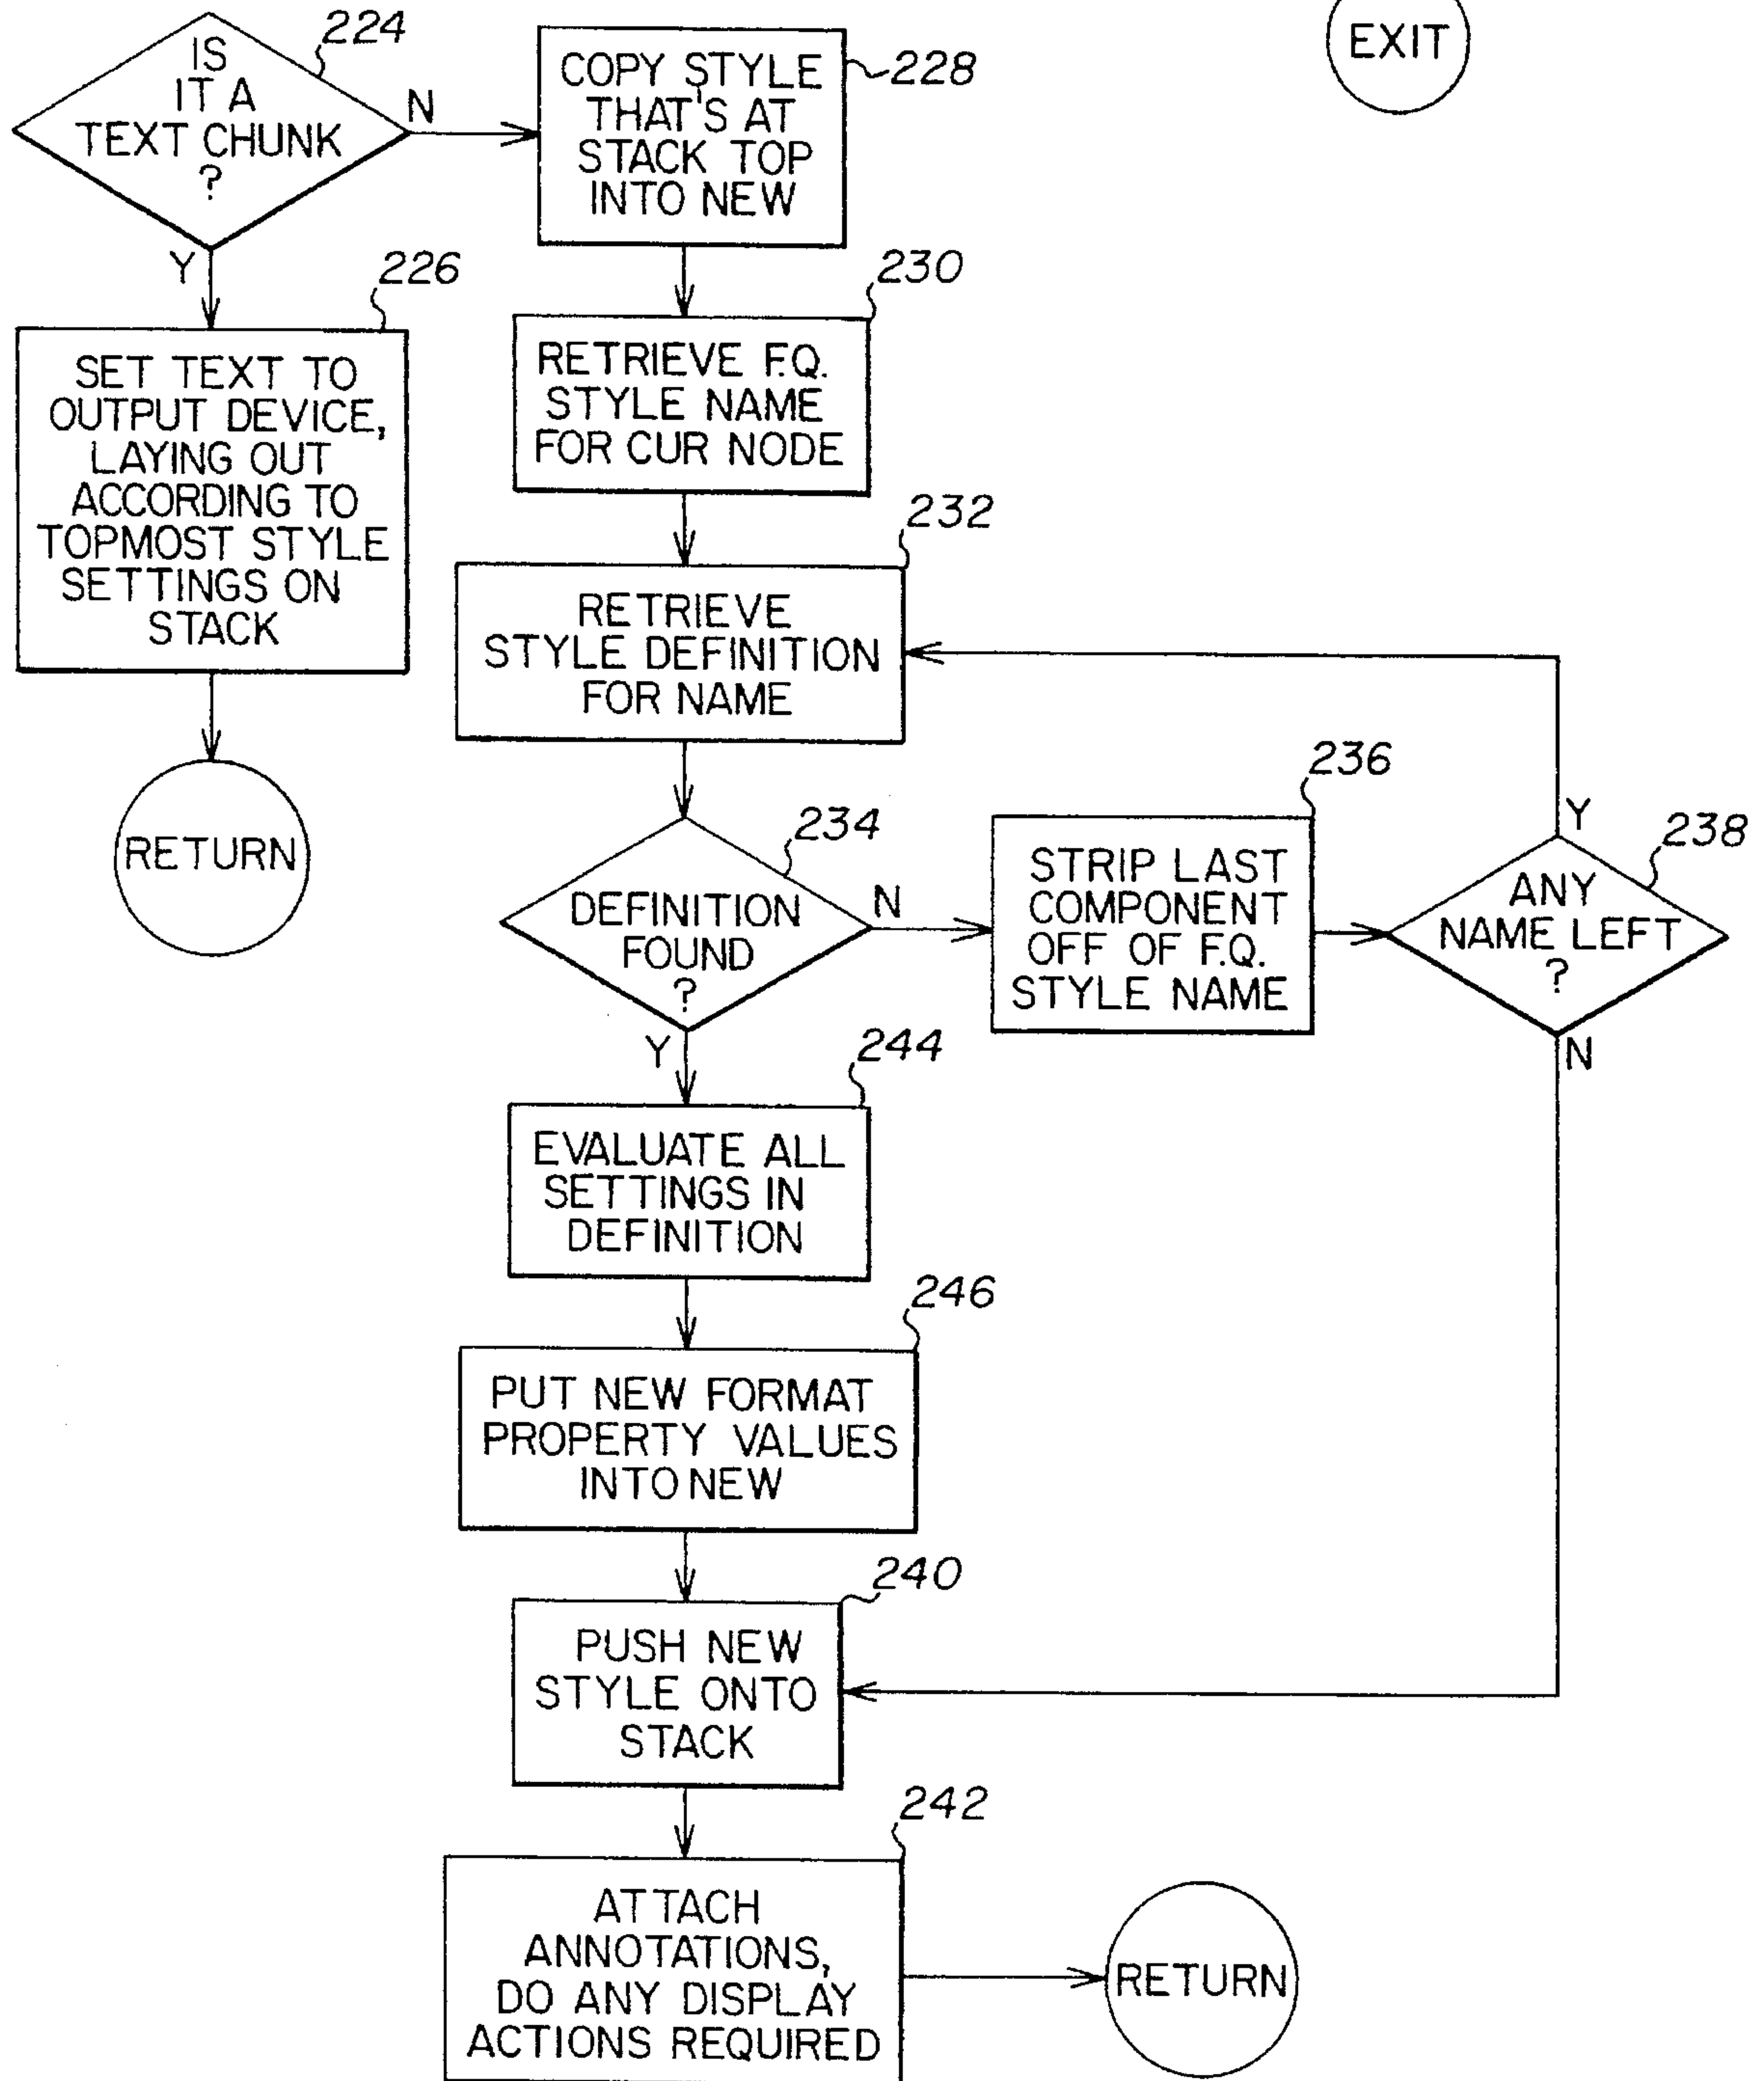 224
IS
IT A
TEXT CHUNK
?
N
Y
EXIT
228
COPY STYLE
THAT'S AT
STACK TOP
INTO NEW
226
SET TEXT TO
OUTPUT DEVICE,
LAYING OUT
ACCORDING TO
TOPMOST STYLE
SETTINGS ON
STACK
RETURN
230
RETRIEVE F.Q.
STYLE NAME
FOR CUR NODE
232
RETRIEVE
STYLE DEFINITION
FOR NAME
234
DEFINITION
FOUND
?
N
Y
236
STRIP LAST
COMPONENT
OFF OF F.Q.
STYLE NAME
238
Y
ANY
NAME LEFT
?
N
244
EVALUATE ALL
SETTINGS IN
DEFINITION
246
PUT NEW FORMAT
PROPERTY VALUES
INTO NEW
240
PUSH NEW
STYLE ONTO
STACK
242
ATTACH
ANNOTATIONS,
DO ANY DISPLAY
ACTIONS REQUIRED
RETURN